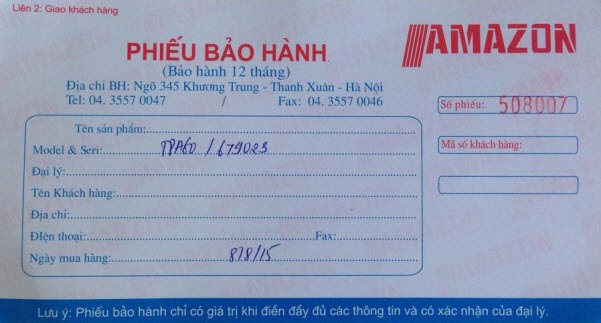 Liên 2: Giao khách hàng
AMAZON
PHIẾU BẢO HÀNH
(Bảo hành 12 tháng)
Địa chỉ BH: Ngõ 345 Khương Trung - Thanh Xuân - Hà Nội
Tel: 04. 3557 0047 / Fax: 04. 3557 0046
Số phiếu: 508007
Tên sản phẩm:
Model & Seri: TPA60 / 679023
Mã số khách hàng:
Đại lý:
Tên Khách hàng:
Địa chỉ:
Điện thoại: Fax:
Ngày mua hàng: 8/8/15
Lưu ý: Phiếu bảo hành chỉ có giá trị khi điền đầy đủ các thông tin và có xác nhận của đại lý.